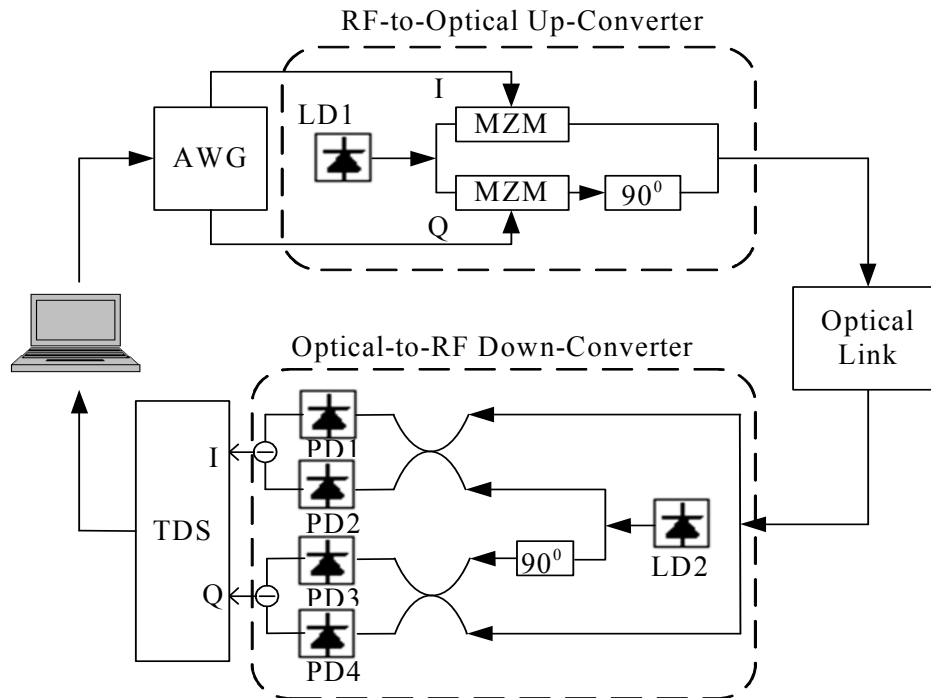 RF-to-Optical Up-Converter
I
LD1
MZM
AWG
MZM
90⁰
Q
Optical
Link
Optical-to-RF Down-Converter
PD1
I
PD2
TDS
90⁰
LD2
PD3
Q
PD4